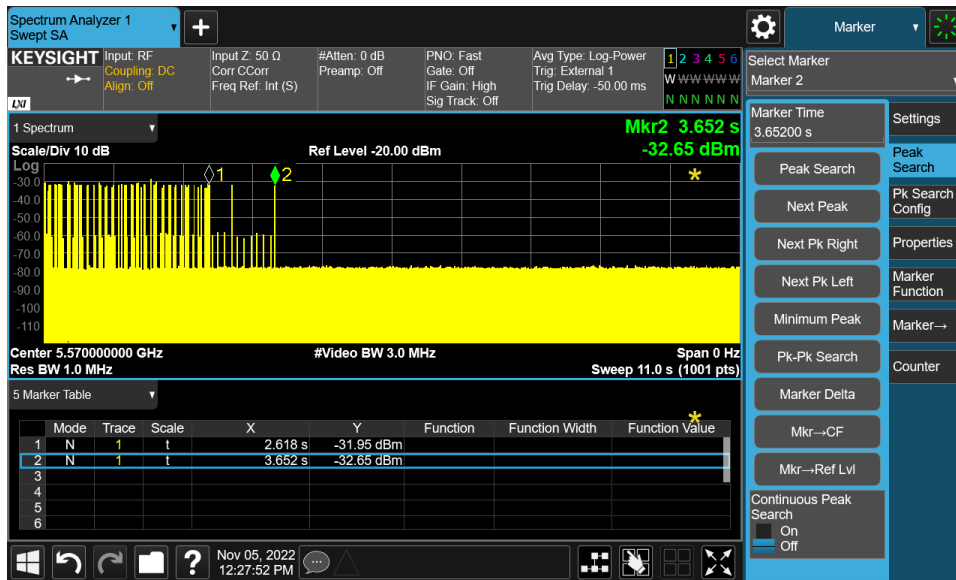 Spectrum Analyzer 1
Swept SA
+
Marker
KEYSIGHT
LXI
Input: RF
Coupling: DC
Align: Off
Input Z: 50 Ω
Corr CCorr
Freq Ref: Int (S)
#Atten: 0 dB
Preamp: Off
PNO: Fast
Gate: Off
IF Gain: High
Sig Track: Off
Avg Type: Log-Power
Trig: External 1
Trig Delay: -50.00 ms
1 2 3 4 5 6
W W W W W W
N N N N N N
Select Marker
Marker 2
1 Spectrum
Mkr2 3.652 s
-32.65 dBm
Scale/Div 10 dB
Ref Level -20.00 dBm
Log
-30.0
-40.0
-50.0
-60.0
-70.0
-80.0
-90.0
-100
-110
1
2
*
Center 5.570000000 GHz
#Video BW 3.0 MHz
Span 0 Hz
Res BW 1.0 MHz
Sweep 11.0 s (1001 pts)
5 Marker Table
*
Mode Trace Scale X Y Function Function Width Function Value
1 N 1 t 2.618 s -31.95 dBm
2 N 1 t 3.652 s -32.65 dBm
3
4
5
6
Marker Time
3.65200 s
Peak Search
Next Peak
Next Pk Right
Next Pk Left
Minimum Peak
Pk-Pk Search
Marker Delta
Mkr→CF
Mkr→Ref Lvl
Continuous Peak
Search
On
Off
Settings
Peak
Search
Pk Search
Config
Properties
Marker
Function
Marker→
Counter
?
Nov 05, 2022
12:27:52 PM